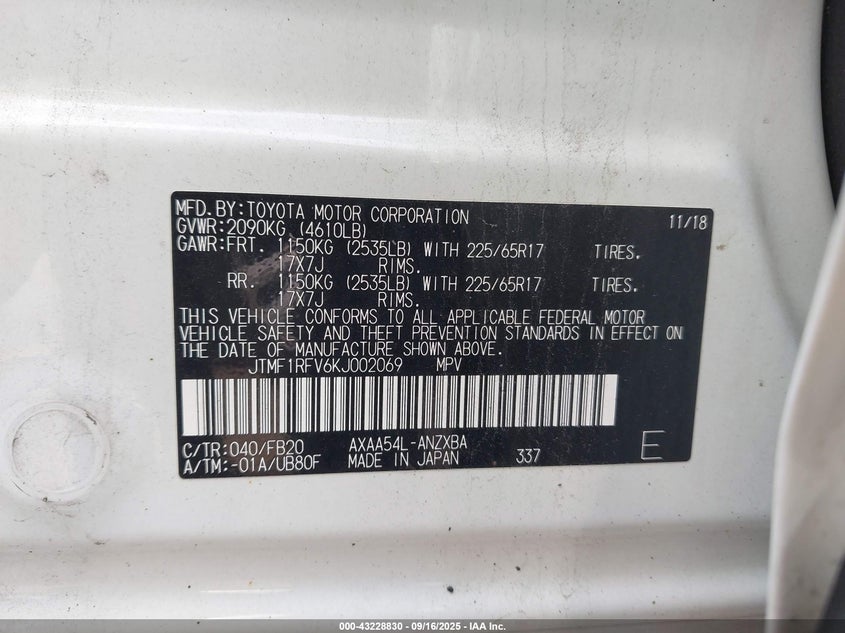 MFD.BY:TOYOTA MOTOR CORPORATION 11/18
GVWR:2090KG (4610LB)
GAWR:FRT. 1150KG (2535LB) WITH 225/65R17 TIRES.
17X7J RIMS.
RR. 1150KG (2535LB) WITH 225/65R17 TIRES.
17X7J RIMS.
THIS VEHICLE CONFORMS TO ALL APPLICABLE FEDERAL MOTOR
VEHICLE SAFETY AND THEFT PREVENTION STANDARDS IN EFFECT ON
THE DATE OF MANUFACTURE SHOWN ABOVE.
JTMF1RFV6KJ002069 MPV
C/TR:040/FB20 AXAA54L-ANZXBA
A/TM:-01A/UB80F MADE IN JAPAN 337 E
000-43228830 - 09/16/2025 - IAA Inc.